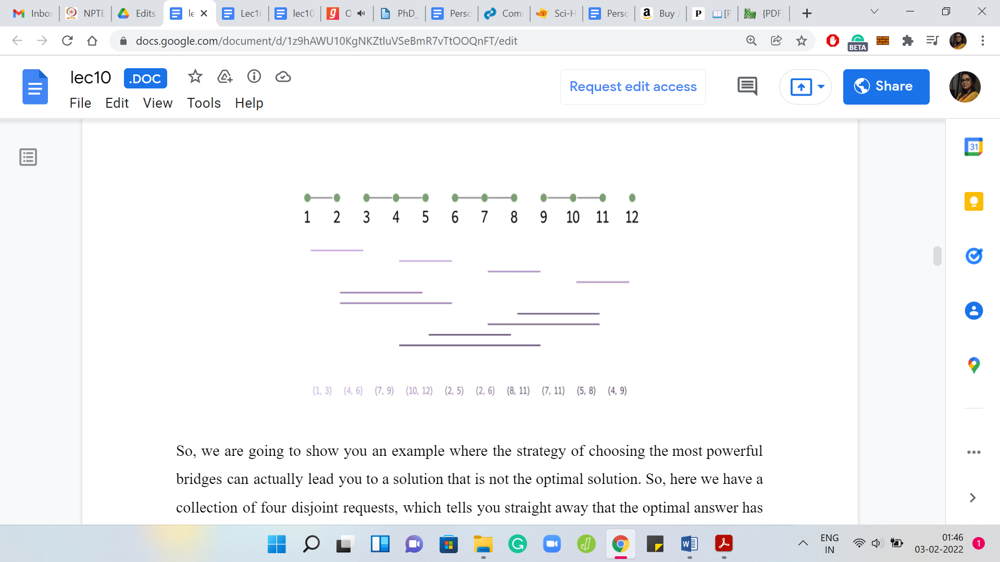 Inbo NPTE Edits le Lec1 lec10 O PhD_ Perso Com Sci-H Perso Buy J [P {PDF
docs.google.com/document/d/1z9hAWU10KgNKZtluVSeBmR7vTtOOQnFT/edit
BETA
lec10 .DOC
Request edit access
Share
File Edit View Tools Help
31
1 2 3 4 5 6 7 8 9 10 11 12
(1, 3) (4, 6) (7, 9) (10, 12) (2, 5) (2, 6) (8, 11) (7, 11) (5, 8) (4, 9)
So, we are going to show you an example where the strategy of choosing the most powerful
bridges can actually lead you to a solution that is not the optimal solution. So, here we have a
collection of four disjoint requests, which tells you straight away that the optimal answer has
ENG
IN
01:46
03-02-2022
1